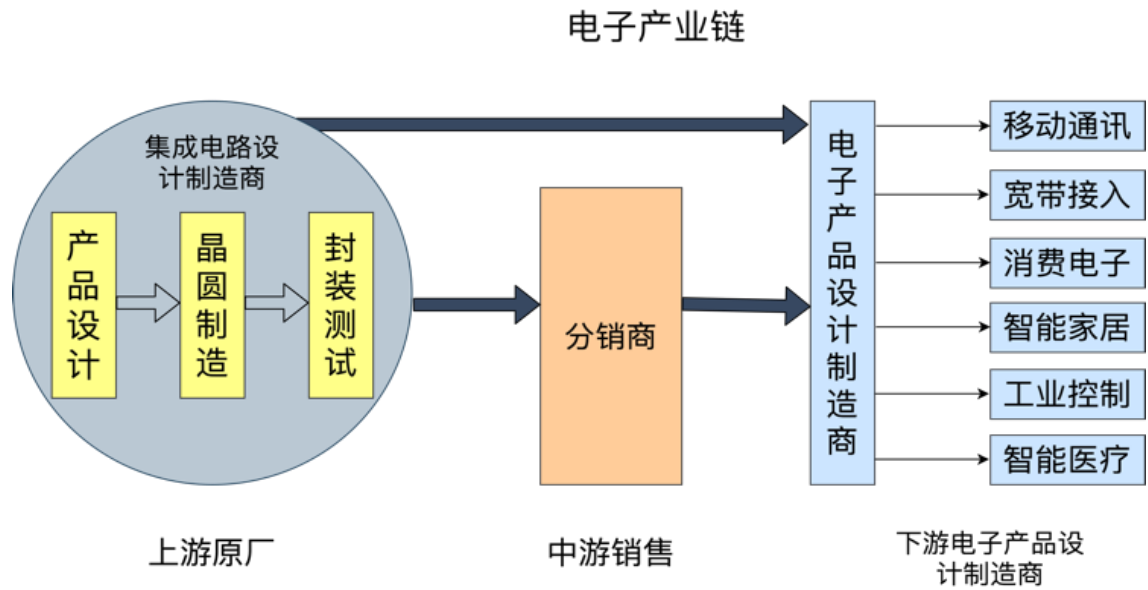 电子产业链
集成电路设
计制造商
产品设计
晶圆制造
封装测试
分销商
电子产品设计制造商
移动通讯
宽带接入
消费电子
智能家居
工业控制
智能医疗
上游原厂
中游销售
下游电子产品设
计制造商